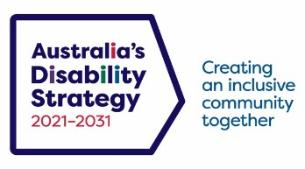 Australia's
Disability
Strategy
2021–2031
Creating
an inclusive
community
together